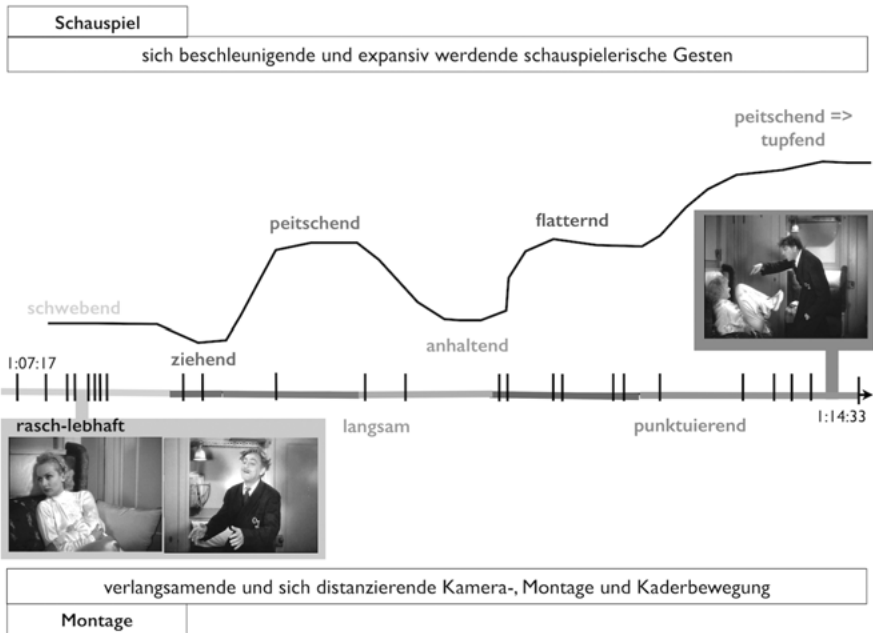 Schauspiel
sich beschleunigende und expansiv werdende schauspielerische Gesten
peitschend =>
tupfend
peitschend
flatternd
schwebend
ziehend
anhaltend
1:07:17
1:14:33
rasch-lebhaft
langsam
punktuierend
verlangsamende und sich distanzierende Kamera-, Montage und Kaderbewegung
Montage